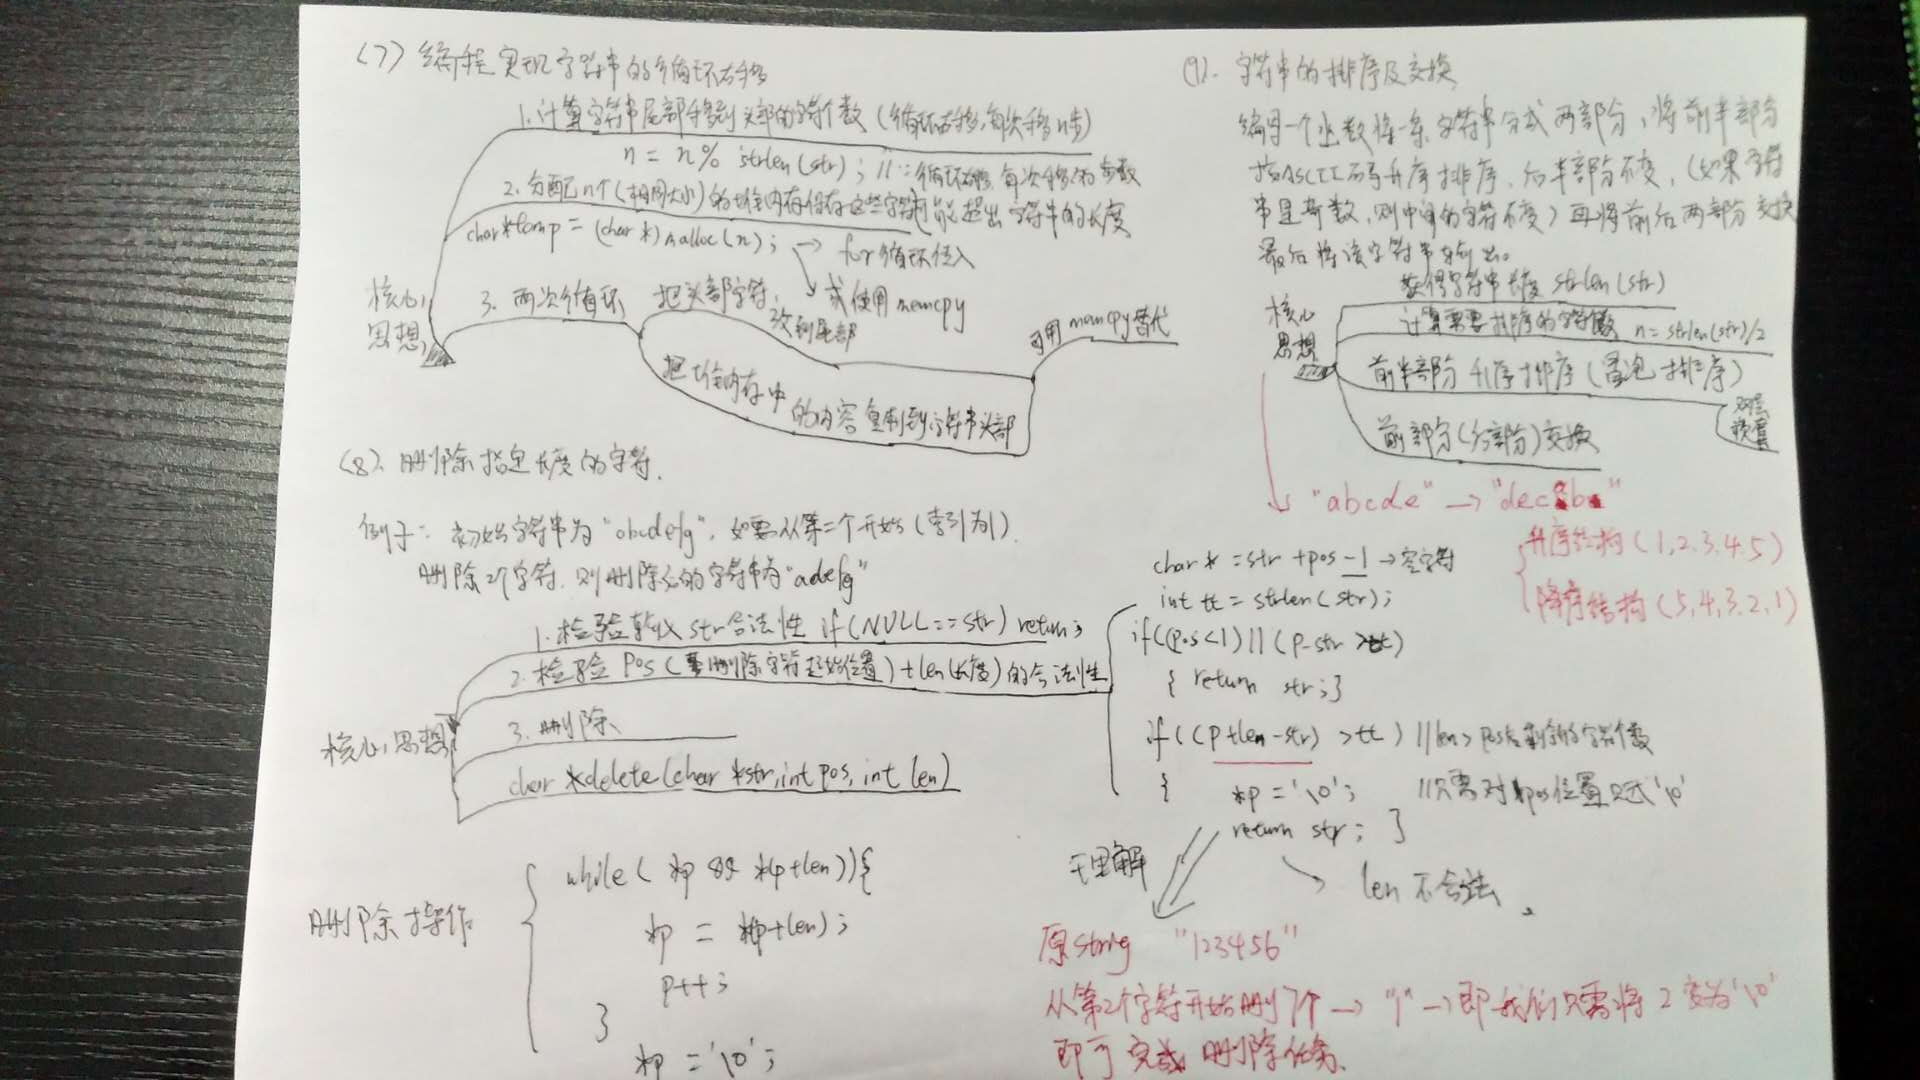 (7) 编程实现字符串的循环右移
1.计算字符串尾部移到头部的字符个数(循环右移,每次移n步)
n = n% strlen(str); //∵循环右移,每次移的步数
可能超出字符串的长度
2.分配n个(相同大小)的堆内存保存这些字符
char*temp = (char*)malloc(n); → for循环传入
或使用 memcpy
核心思想
3. 两次循环
把头部字符放到尾部
可用 memcpy替代
把堆内存中
的内容复制到字符串头部
(8). 删除指定长度的字符.
例子: 初始字符串为"abcdefg", 如要从第二个开始(索引为1).
删除2个字符.则删除后的字符串为"adefg"
1.检验 str合法性 if(NULL==str) return;
2.检验 pos(要删除字符起始位置)+len(长度)的合法性
核心思想
3. 删除
char *delete(char *str,int pos, int len)
char * =str +pos -1 →空字符
int tt = strlen(str);
if((pos<1)||(p-str >tt)
{ return str;}
if((p+len-str) >tt) //len> pos后剩余的字符个数
{ *p = '\0'; //只需对*pos位置赋'\0'
return str; }
len 不合法.
理解
删除操作
while( *p && *(p+len)){
*p = *(p+len);
p++;
}
*p = '\0';
原string "123456"
从第2个字符开始删7个 → "1" →即我们只需将 2 变为'\0'
即可完成 删除任务.
(9). 字符串的排序及交换
编写一个函数将一条字符串分成两部分,将前半部分
按ASCII码升序排序,后半部分不变,(如果字符
串是奇数,则中间的字符不变)再将前后两部分交换
最后将该字符串输出。
核心思想
获得字符串长度 strlen(str)
计算需要排序的字符个数 n= strlen(str)/2
前半部分 升序排序(冒泡排序)
双层嵌套
前部分(后部分)交换
"abcde" → "decab"
升序结构(1,2,3,4,5)
降序结构(5,4,3,2,1)